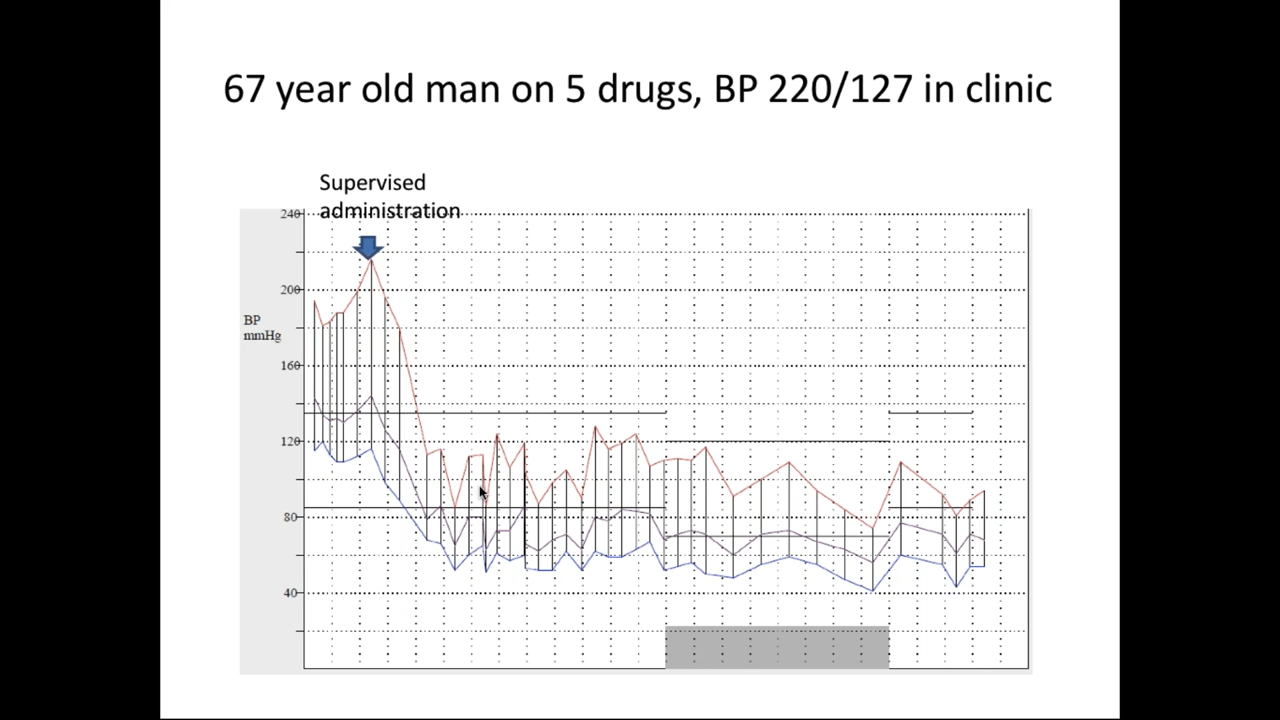 67 year old man on 5 drugs, BP 220/127 in clinic
Supervised
administration
240
200
BP
mmHg
160
120
80
40